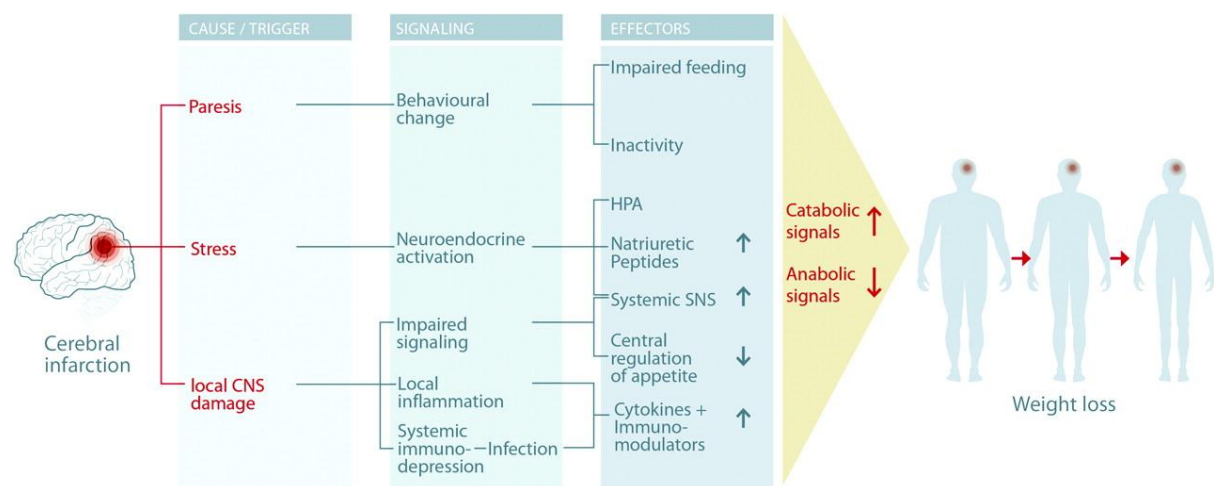 CAUSE / TRIGGER
SIGNALING
EFFECTORS
Paresis
Behavioural
change
Impaired feeding
Inactivity
Stress
Neuroendocrine
activation
HPA
Natriuretic
Peptides
Systemic SNS
Impaired
signaling
Central
regulation
of appetite
local CNS
damage
Local
inflammation
Systemic
immuno-
depression
Infection
Cytokines +
Immuno-
modulators
Cerebral
infarction
Catabolic
signals
Anabolic
signals
Weight loss